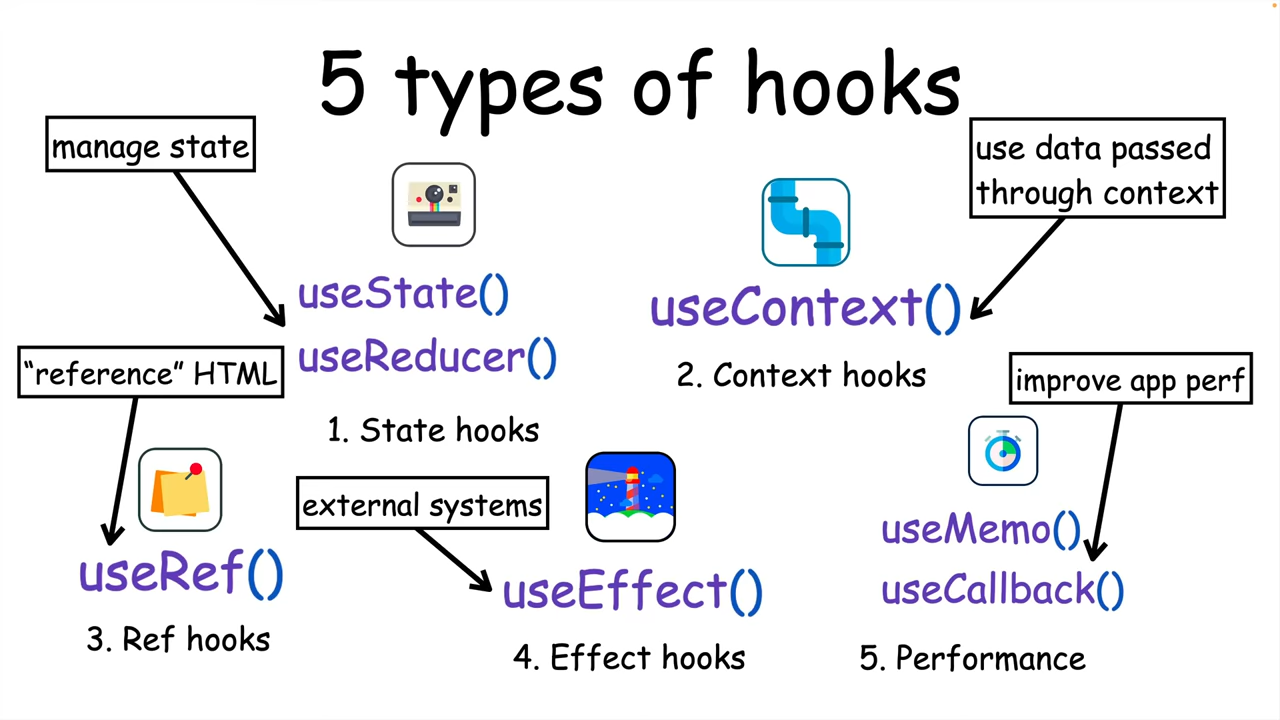 5 types of hooks
manage state
useState()
useReducer()
1. State hooks
use data passed
through context
useContext()
2. Context hooks
“reference” HTML
useRef()
3. Ref hooks
external systems
useEffect()
4. Effect hooks
improve app perf
useMemo()
useCallback()
5. Performance